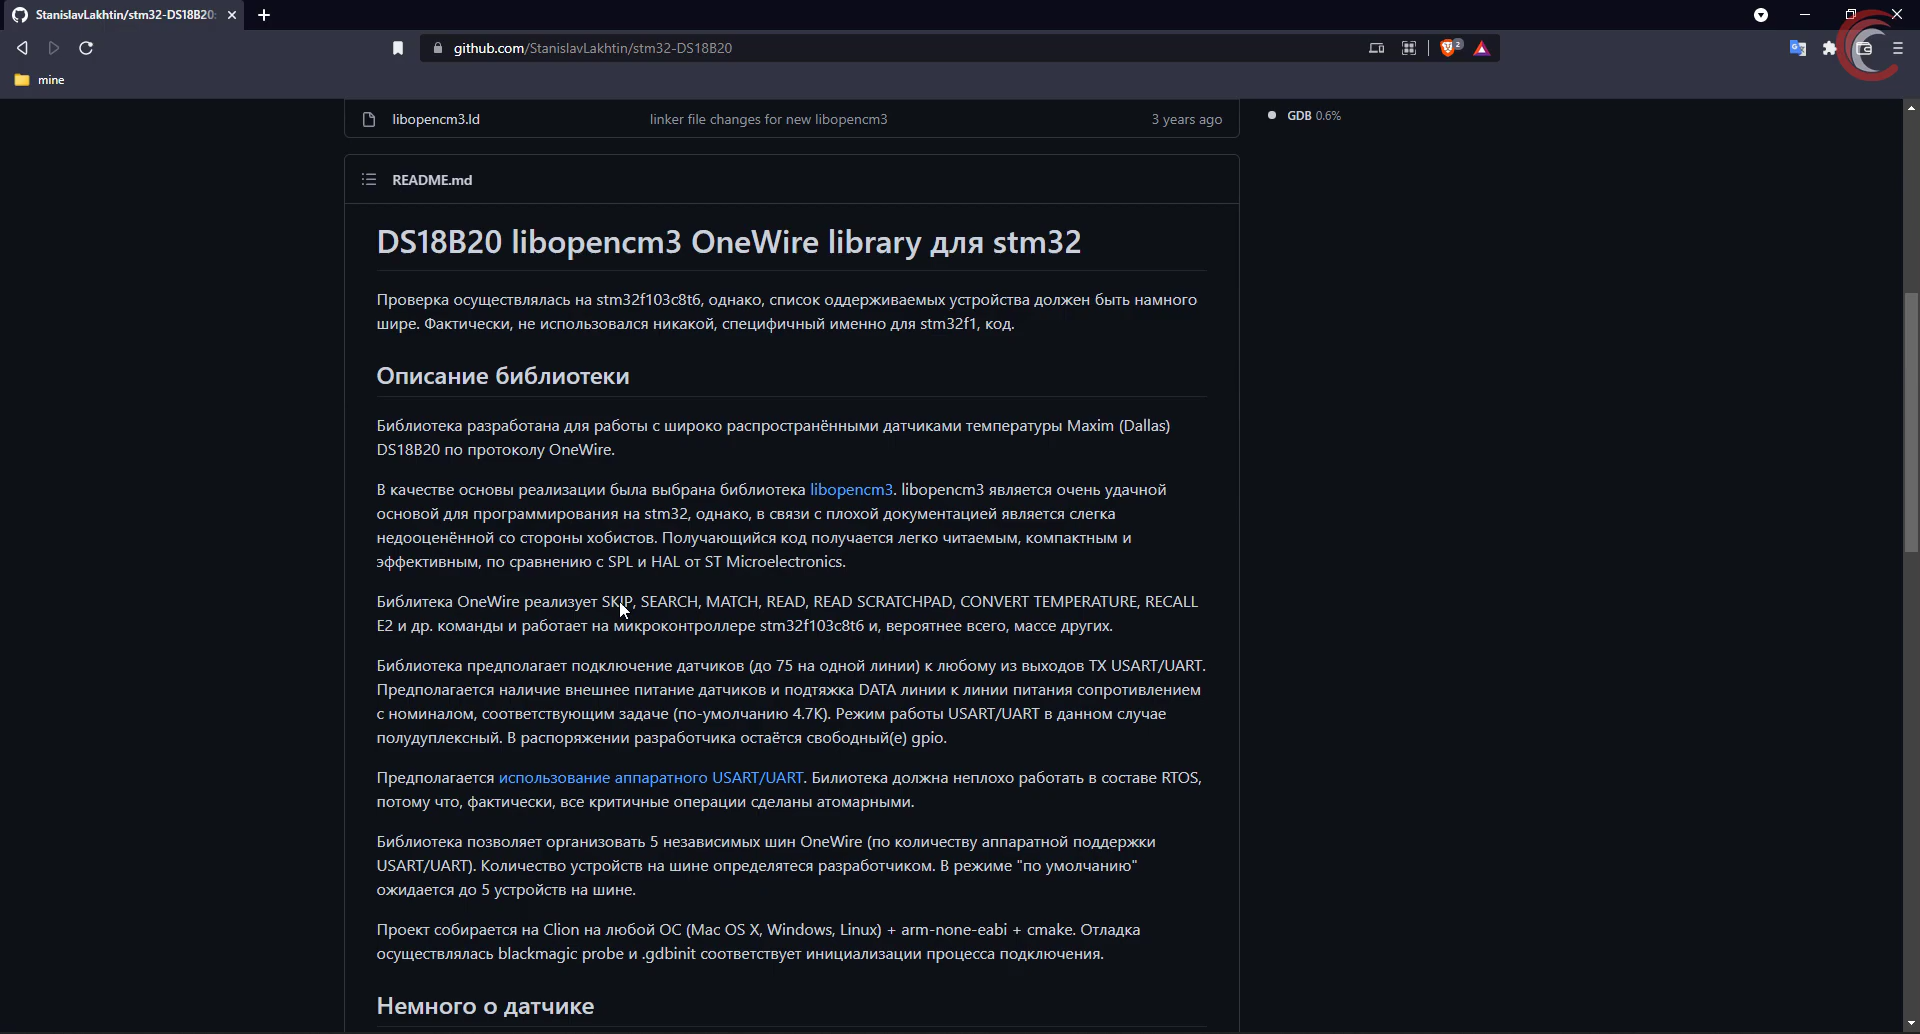 StanislavLakhtin/stm32-DS18B20:
github.com/StanislavLakhtin/stm32-DS18B20
2
mine
libopencm3.ld linker file changes for new libopencm3 3 years ago
GDB 0.6%
README.md
DS18B20 libopencm3 OneWire library для stm32
Проверка осуществлялась на stm32f103c8t6, однако, список оддерживаемых устройства должен быть намного
шире. Фактически, не использовался никакой, специфичный именно для stm32f1, код.
Описание библиотеки
Библиотека разработана для работы с широко распространёнными датчиками температуры Maxim (Dallas)
DS18B20 по протоколу OneWire.
В качестве основы реализации была выбрана библиотека libopencm3. libopencm3 является очень удачной
основой для программирования на stm32, однако, в связи с плохой документацией является слегка
недооценённой со стороны хобистов. Получающийся код получается легко читаемым, компактным и
эффективным, по сравнению с SPL и HAL от ST Microelectronics.
Библитека OneWire реализует SKIP, SEARCH, MATCH, READ, READ SCRATCHPAD, CONVERT TEMPERATURE, RECALL
E2 и др. команды и работает на микроконтроллере stm32f103c8t6 и, вероятнее всего, массе других.
Библиотека предполагает подключение датчиков (до 75 на одной линии) к любому из выходов TX USART/UART.
Предполагается наличие внешнее питание датчиков и подтяжка DATA линии к линии питания сопротивлением
с номиналом, соответствующим задаче (по-умолчанию 4.7K). Режим работы USART/UART в данном случае
полудуплексный. В распоряжении разработчика остаётся свободный(е) gpio.
Предполагается использование аппаратного USART/UART. Билиотека должна неплохо работать в составе RTOS,
потому что, фактически, все критичные операции сделаны атомарными.
Библиотека позволяет организовать 5 независимых шин OneWire (по количеству аппаратной поддержки
USART/UART). Количество устройств на шине определятеся разработчиком. В режиме "по умолчанию"
ожидается до 5 устройств на шине.
Проект собирается на Clion на любой ОС (Mac OS X, Windows, Linux) + arm-none-eabi + cmake. Отладка
осуществлялась blackmagic probe и .gdbinit соответствует инициализации процесса подключения.
Немного о датчике